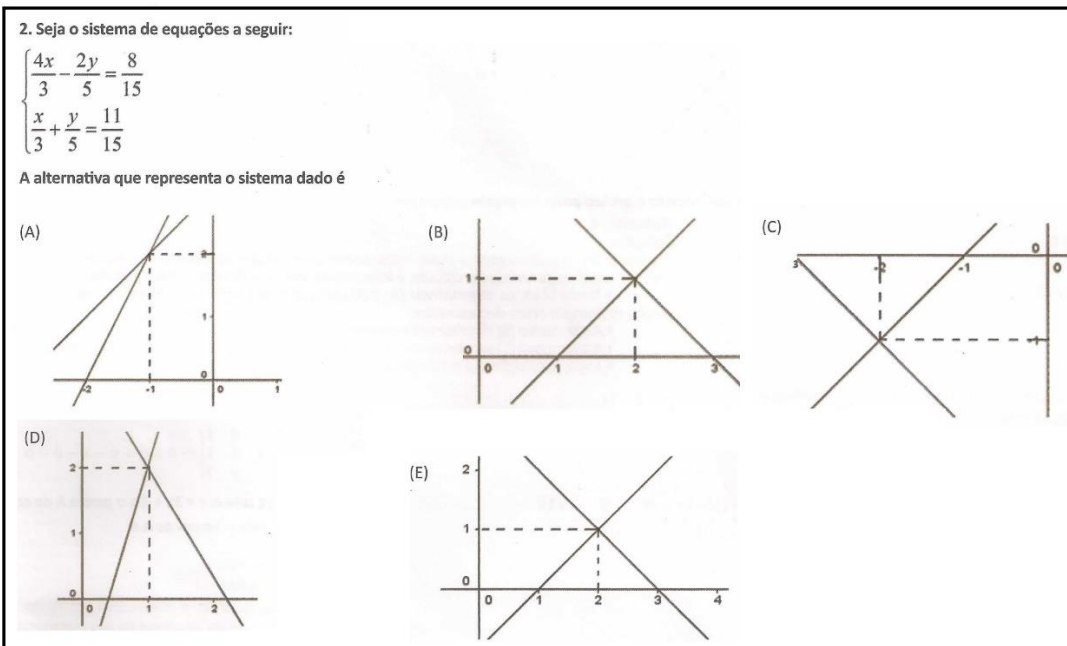 2. Seja o sistema de equações a seguir:
4x/3 - 2y/5 = 8/15
x/3 + y/5 = 11/15
A alternativa que representa o sistema dado é
(A)
2
1
0
-2 -1 0 1
(B)
1
0
0 1 2 3
(C)
0
3 -2 -1 0
-1
(D)
2
1
0
0 1 2
(E)
2
1
0
0 1 2 3 4